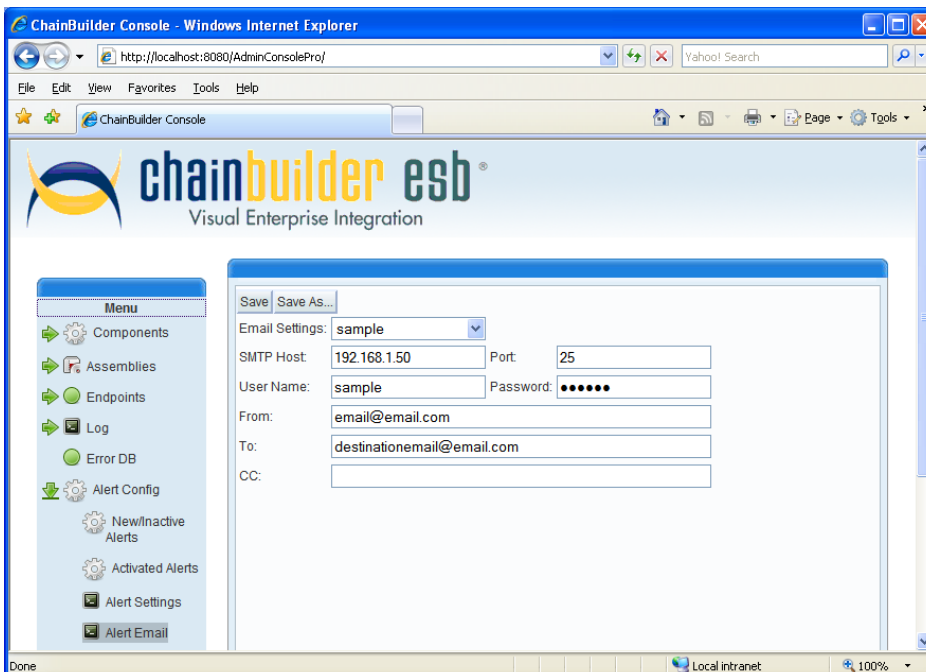 ChainBuilder Console - Windows Internet Explorer
http://localhost:8080/AdminConsolePro/
Yahoo! Search
File Edit View Favorites Tools Help
ChainBuilder Console
Page Tools
chainbuilder esb ®
Visual Enterprise Integration
Menu
Components
Assemblies
Endpoints
Log
Error DB
Alert Config
New/Inactive
Alerts
Activated Alerts
Alert Settings
Alert Email
Save Save As...
Email Settings: sample
SMTP Host: 192.168.1.50 Port: 25
User Name: sample Password: ●●●●●●
From: email@email.com
To: destinationemail@email.com
CC:
Done Local intranet 100%